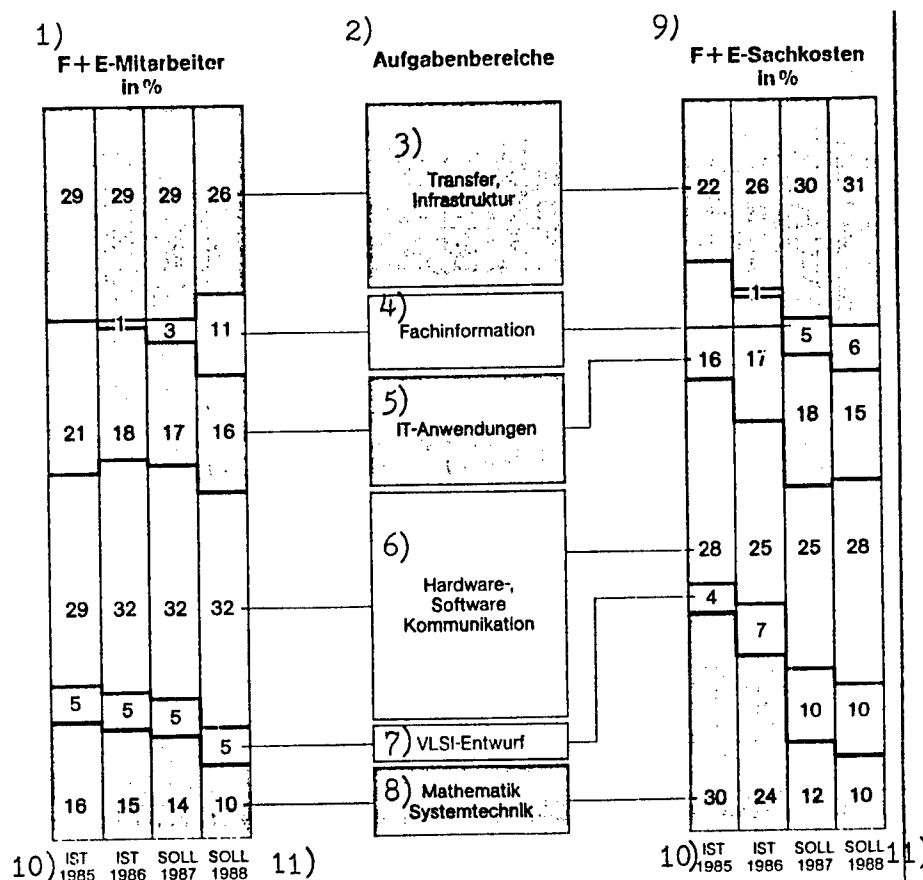 1)
F+E-Mitarbeiter
in %
2)
Aufgabenbereiche
9)
F+E-Sachkosten
in %
29 29 29 26
1 3 11
21 18 17 16
29 32 32 32
5 5 5 5
16 15 14 10
10) IST 1985 IST 1986 SOLL 1987 SOLL 1988 11)
3)
Transfer,
Infrastruktur
4)
Fachinformation
5)
IT-Anwendungen
6)
Hardware-,
Software
Kommunikation
7) VLSI-Entwurf
8) Mathematik
Systemtechnik
22 26 30 31
1 5 6
16 17 18 15
28 25 25 28
4 7 10 10
30 24 12 10
10) IST 1985 IST 1986 SOLL 1987 SOLL 1988 11)